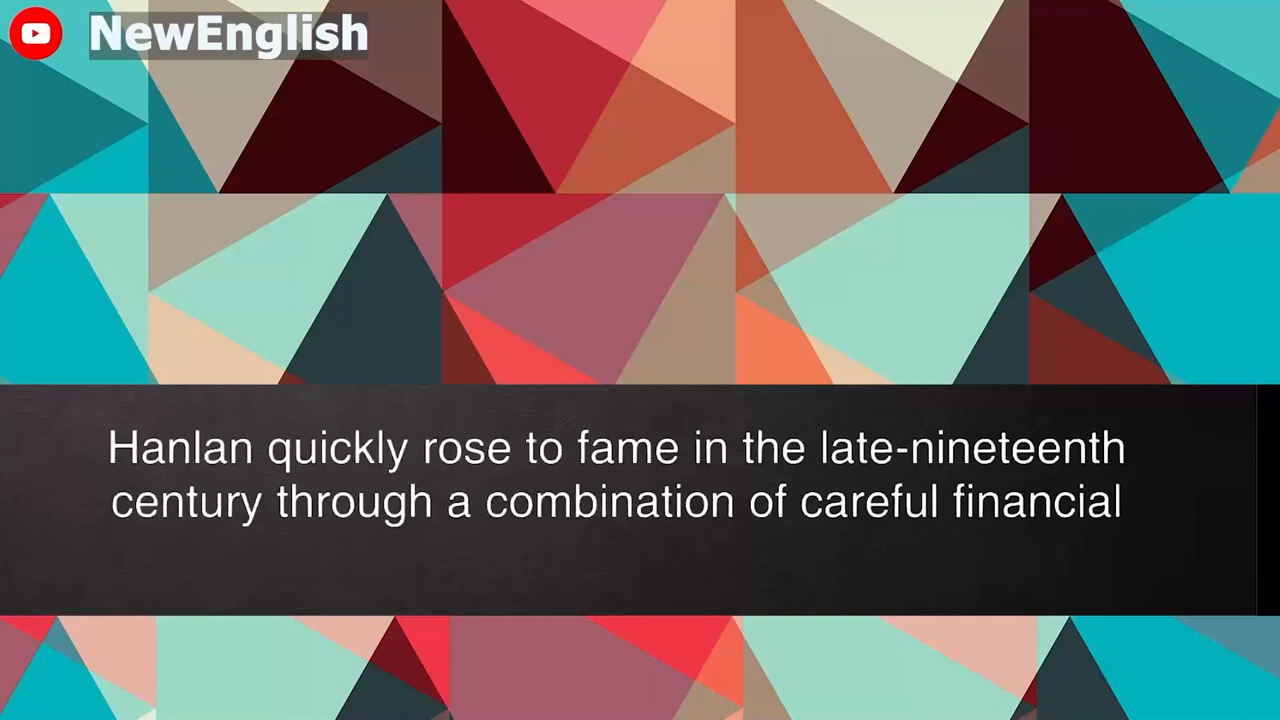 NewEnglish
Hanlan quickly rose to fame in the late-nineteenth
century through a combination of careful financial